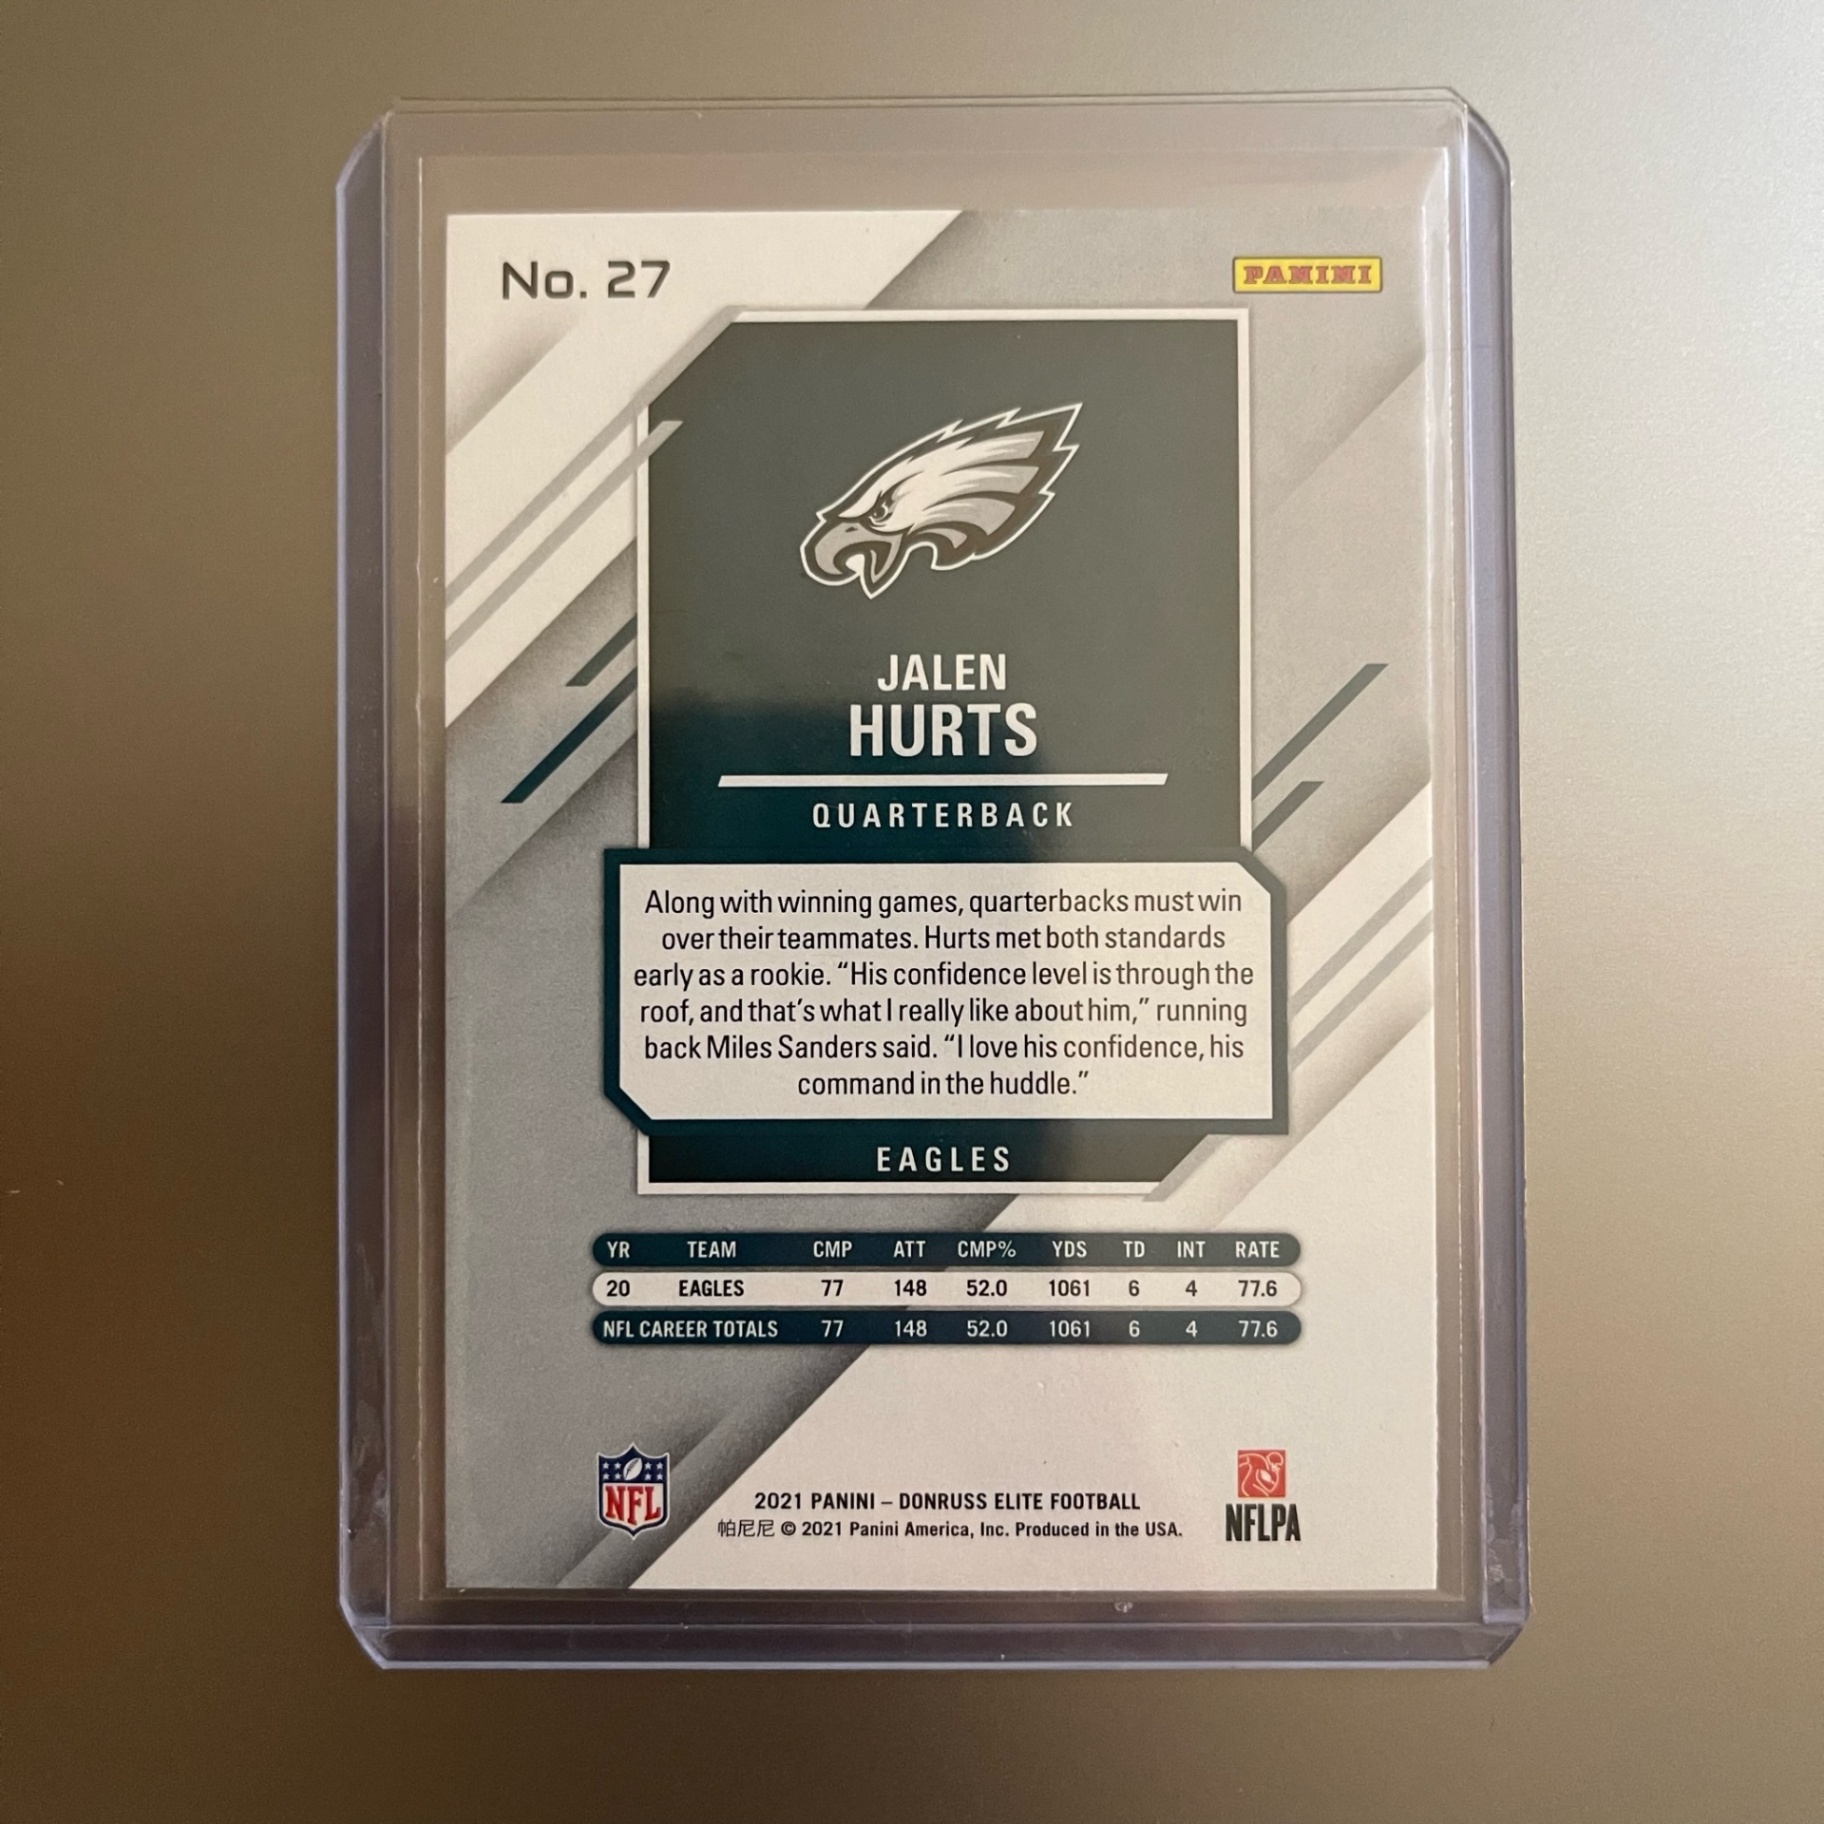 No. 27
PANINI
JALEN
HURTS
QUARTERBACK
Along with winning games, quarterbacks must win
over their teammates. Hurts met both standards
early as a rookie. “His confidence level is through the
roof, and that’s what I really like about him,” running
back Miles Sanders said. “I love his confidence, his
command in the huddle.”
EAGLES
YR TEAM CMP ATT CMP% YDS TD INT RATE
20 EAGLES 77 148 52.0 1061 6 4 77.6
NFL CAREER TOTALS 77 148 52.0 1061 6 4 77.6
NFL
2021 PANINI – DONRUSS ELITE FOOTBALL
帕尼尼 © 2021 Panini America, Inc. Produced in the USA.
NFLPA